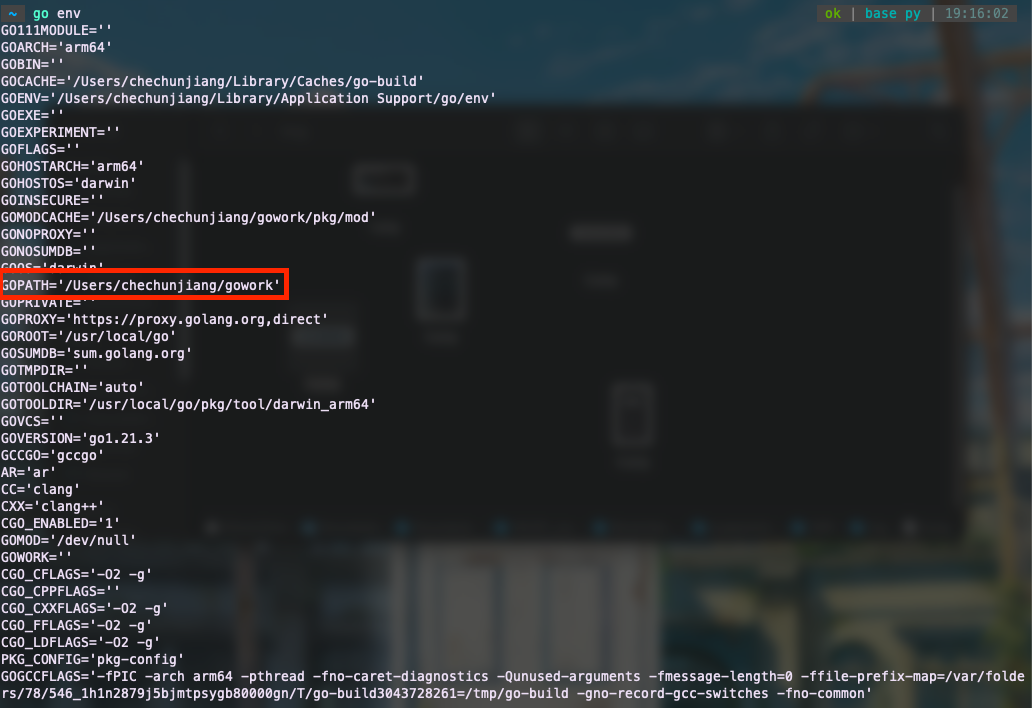 ~ go env ok | base py | 19:16:02
GO111MODULE=''
GOARCH='arm64'
GOBIN=''
GOCACHE='/Users/chechunjiang/Library/Caches/go-build'
GOENV='/Users/chechunjiang/Library/Application Support/go/env'
GOEXE=''
GOEXPERIMENT=''
GOFLAGS=''
GOHOSTARCH='arm64'
GOHOSTOS='darwin'
GOINSECURE=''
GOMODCACHE='/Users/chechunjiang/gowork/pkg/mod'
GONOPROXY=''
GONOSUMDB=''
GOOS='darwin'
GOPATH='/Users/chechunjiang/gowork'
GOPRIVATE=''
GOPROXY='https://proxy.golang.org,direct'
GOROOT='/usr/local/go'
GOSUMDB='sum.golang.org'
GOTMPDIR=''
GOTOOLCHAIN='auto'
GOTOOLDIR='/usr/local/go/pkg/tool/darwin_arm64'
GOVCS=''
GOVERSION='go1.21.3'
GCCGO='gccgo'
AR='ar'
CC='clang'
CXX='clang++'
CGO_ENABLED='1'
GOMOD='/dev/null'
GOWORK=''
CGO_CFLAGS='-O2 -g'
CGO_CPPFLAGS=''
CGO_CXXFLAGS='-O2 -g'
CGO_FFLAGS='-O2 -g'
CGO_LDFLAGS='-O2 -g'
PKG_CONFIG='pkg-config'
GOGCCFLAGS='-fPIC -arch arm64 -pthread -fno-caret-diagnostics -Qunused-arguments -fmessage-length=0 -ffile-prefix-map=/var/folde
rs/78/546_1h1n2879j5bjmtpsygb80000gn/T/go-build3043728261=/tmp/go-build -gno-record-gcc-switches -fno-common'